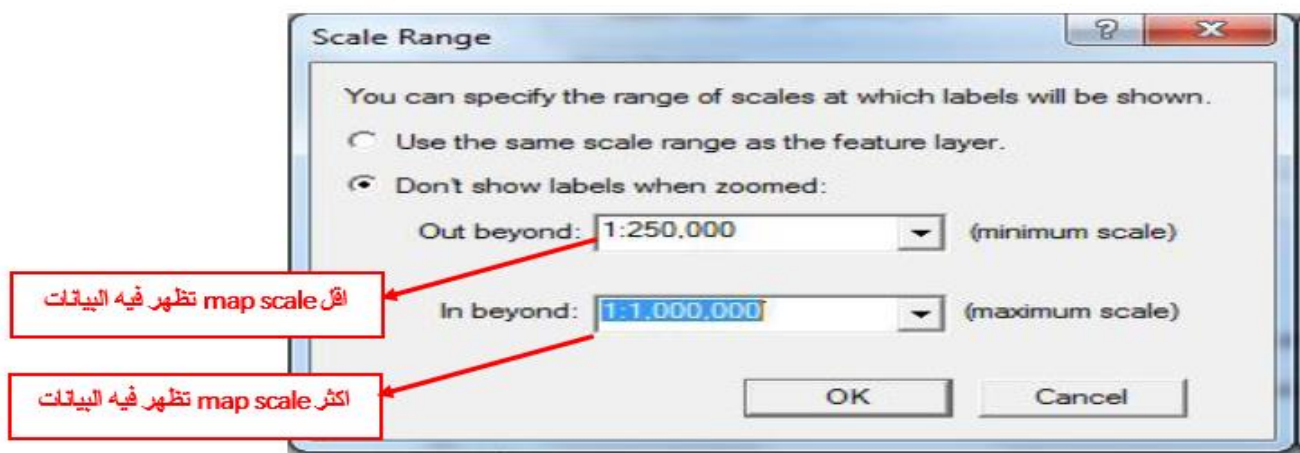 Scale Range
You can specify the range of scales at which labels will be shown.
Use the same scale range as the feature layer.
Don't show labels when zoomed:
Out beyond: 1:250,000 (minimum scale)
اقل map scale تظهر فيه البيانات
In beyond: 1:1,000,000 (maximum scale)
اكثر map scale تظهر فيه البيانات
OK Cancel